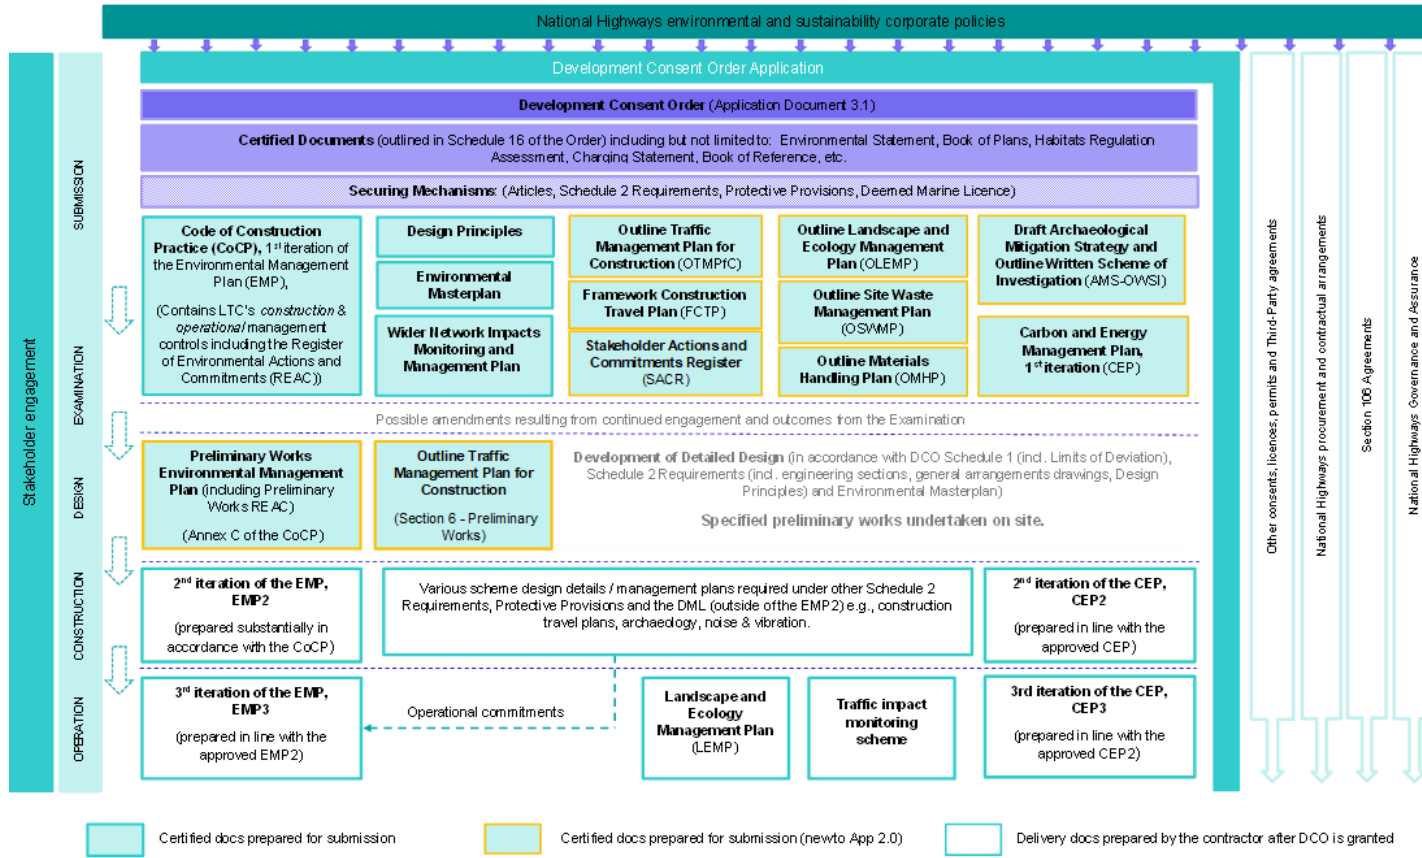 National Highways environmental and sustainability corporate policies
Stakeholder engagement
SUBMISSION
EXAMINATION
DESIGN
CONSTRUCTION
OPERATION
Development Consent Order Application
Development Consent Order (Application Document 3.1)
Certified Documents (outlined in Schedule 16 of the Order) including but not limited to: Environmental Statement, Book of Plans, Habitats Regulation
Assessment, Charging Statement, Book of Reference, etc.
Securing Mechanisms: (Articles, Schedule 2 Requirements, Protective Provisions, Deemed Marine Licence)
Code of Construction
Practice (CoCP), 1st iteration of
the Environmental Management
Plan (EMP),
(Contains LTC's construction &
operational management
controls including the Register
of Environmental Actions and
Commitments (REAC))
Design Principles
Environmental
Masterplan
Wider Network Impacts
Monitoring and
Management Plan
Outline Traffic
Management Plan for
Construction (OTMPfC)
Framework Construction
Travel Plan (FCTP)
Stakeholder Actions and
Commitments Register
(SACR)
Outline Landscape and
Ecology Management
Plan (OLEMP)
Outline Site Waste
Management Plan
(OSWMP)
Outline Materials
Handling Plan (OMHP)
Draft Archaeological
Mitigation Strategy and
Outline Written Scheme of
Investigation (AMS-OWSI)
Carbon and Energy
Management Plan,
1st iteration (CEP)
Possible amendments resulting from continued engagement and outcomes from the Examination
Preliminary Works
Environmental Management
Plan (including Preliminary
Works REAC)
(Annex C of the CoCP)
Outline Traffic
Management Plan for
Construction
(Section 6 - Preliminary
Works)
Development of Detailed Design (in accordance with DCO Schedule 1 (incl. Limits of Deviation),
Schedule 2 Requirements (incl. engineering sections, general arrangements drawings, Design
Principles) and Environmental Masterplan)
Specified preliminary works undertaken on site.
2nd iteration of the EMP,
EMP2
(prepared substantially in
accordance with the CoCP)
Various scheme design details / management plans required under other Schedule 2
Requirements, Protective Provisions and the DML (outside of the EMP2) e.g., construction
travel plans, archaeology, noise & vibration.
2nd iteration of the CEP,
CEP2
(prepared in line with the
approved CEP)
3rd iteration of the EMP,
EMP3
(prepared in line with the
approved EMP2)
Operational commitments
Landscape and
Ecology
Management Plan
(LEMP)
Traffic impact
monitoring
scheme
3rd iteration of the CEP,
CEP3
(prepared in line with the
approved CEP2)
Other consents, licences, permits and Third-Party agreements
National Highways procurement and contractual arrangements
Section 106 Agreements
National Highways Governance and Assurance
Certified docs prepared for submission
Certified docs prepared for submission (new to App 2.0)
Delivery docs prepared by the contractor after DCO is granted